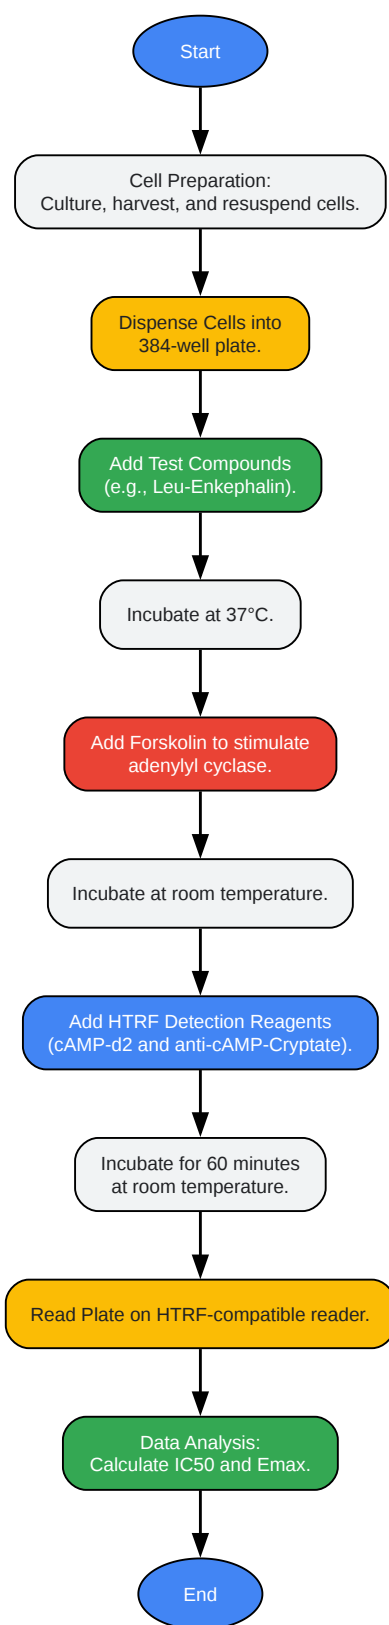 Start
Cell Preparation:
Culture, harvest, and resuspend cells.
Dispense Cells into
384-well plate.
Add Test Compounds
(e.g., Leu-Enkephalin).
Incubate at 37°C.
Add Forskolin to stimulate
adenylyl cyclase.
Incubate at room temperature.
Add HTRF Detection Reagents
(cAMP-d2 and anti-cAMP-Cryptate).
Incubate for 60 minutes
at room temperature.
Read Plate on HTRF-compatible reader.
Data Analysis:
Calculate IC50 and Emax.
End